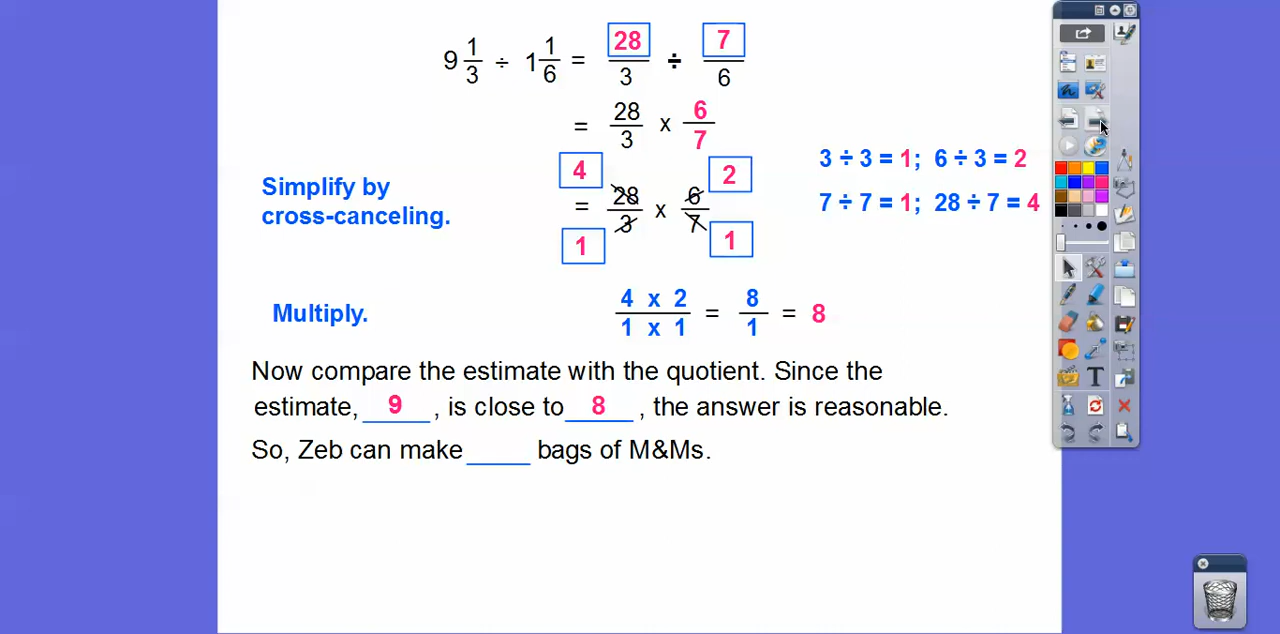 9 1/3 ÷ 1 1/6 = 28/3 ÷ 7/6
= 28/3 x 6/7
3 ÷ 3 = 1; 6 ÷ 3 = 2
4 2
Simplify by
cross-canceling.
= 28/3 x 6/7
7 ÷ 7 = 1; 28 ÷ 7 = 4
1 1
Multiply.
4 x 2 / 1 x 1 = 8/1 = 8
Now compare the estimate with the quotient. Since the
estimate, 9 , is close to 8 , the answer is reasonable.
So, Zeb can make ____ bags of M&Ms.
T